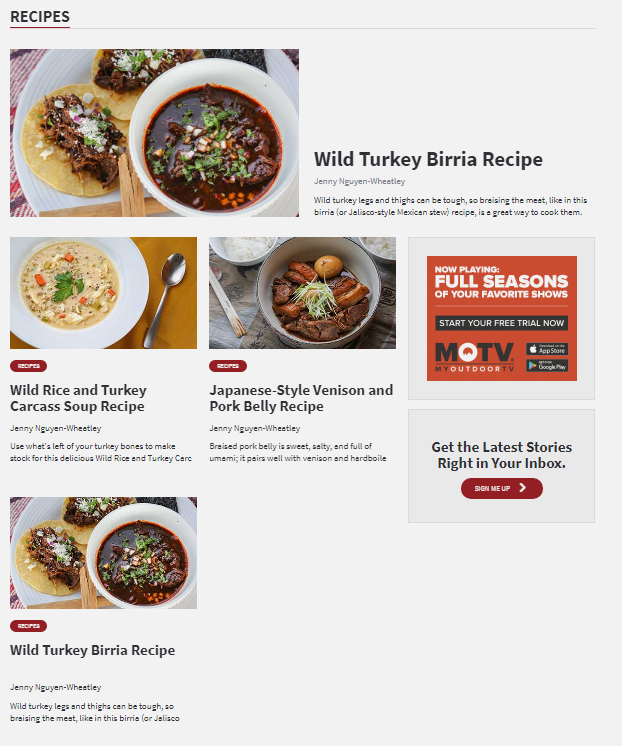 RECIPES
Wild Turkey Birria Recipe
Jenny Nguyen-Wheatley
Wild turkey legs and thighs can be tough, so braising the meat, like in this
birria (or Jalisco-style Mexican stew) recipe, is a great way to cook them.
RECIPES
Wild Rice and Turkey
Carcass Soup Recipe
Jenny Nguyen-Wheatley
Use what's left of your turkey bones to make
stock for this delicious Wild Rice and Turkey Carc
RECIPES
Japanese-Style Venison and
Pork Belly Recipe
Jenny Nguyen-Wheatley
Braised pork belly is sweet, salty, and full of
umami; it pairs well with venison and hardboile
NOW PLAYING:
FULL SEASONS
OF YOUR FAVORITE SHOWS
START YOUR FREE TRIAL NOW
MOTV
MYOUTDOORTV
Download on the
App Store
GET IT ON
Google Play
Get the Latest Stories
Right in Your Inbox.
SIGN ME UP
RECIPES
Wild Turkey Birria Recipe
Jenny Nguyen-Wheatley
Wild turkey legs and thighs can be tough, so
braising the meat, like in this birria (or Jalisco